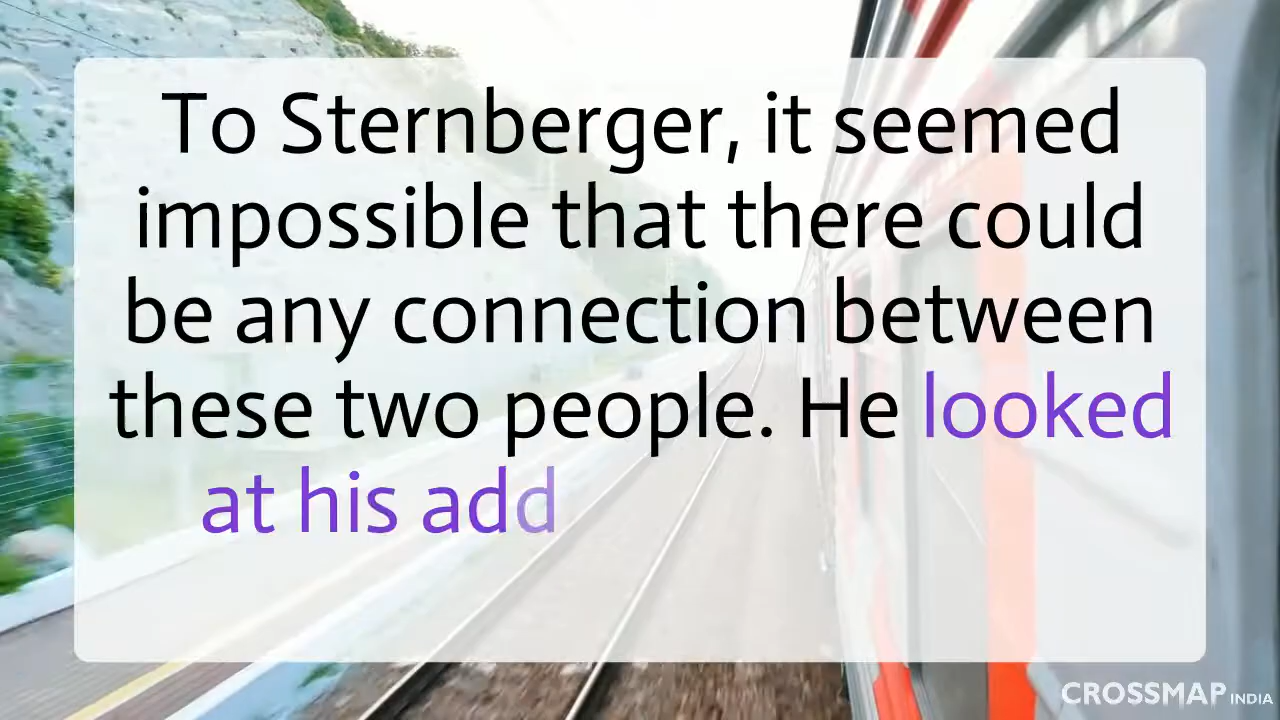 To Sternberger, it seemed
impossible that there could
be any connection between
these two people. He looked
at his add
CROSSMAP INDIA